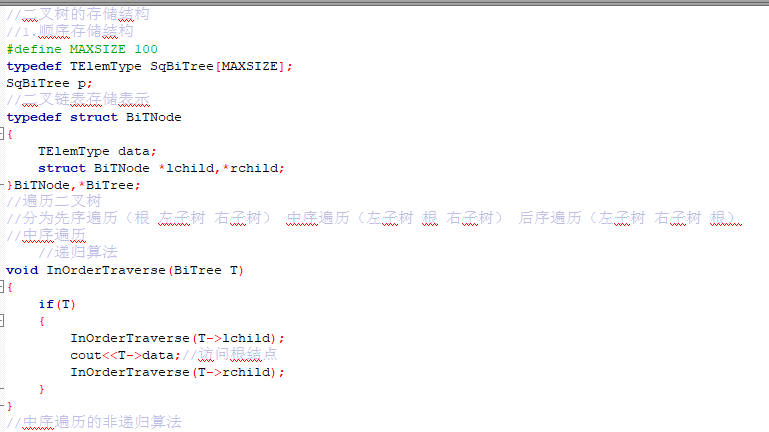 //二叉树的存储结构
//1.顺序存储结构
#define MAXSIZE 100
typedef TElemType SqBiTree[MAXSIZE];
SqBiTree p;
//二叉链表存储表示
typedef struct BiTNode
{
    TElemType data;
    struct BiTNode *lchild,*rchild;
}BiTNode,*BiTree;
//遍历二叉树
//分为先序遍历（根 左子树 右子树） 中序遍历（左子树 根 右子树） 后序遍历（左子树 右子树 根）
//中序遍历
    //递归算法
void InOrderTraverse(BiTree T)
{
    if(T)
    {
        InOrderTraverse(T->lchild);
        cout<<T->data;//访问根结点
        InOrderTraverse(T->rchild);
    }
}
//中序遍历的非递归算法